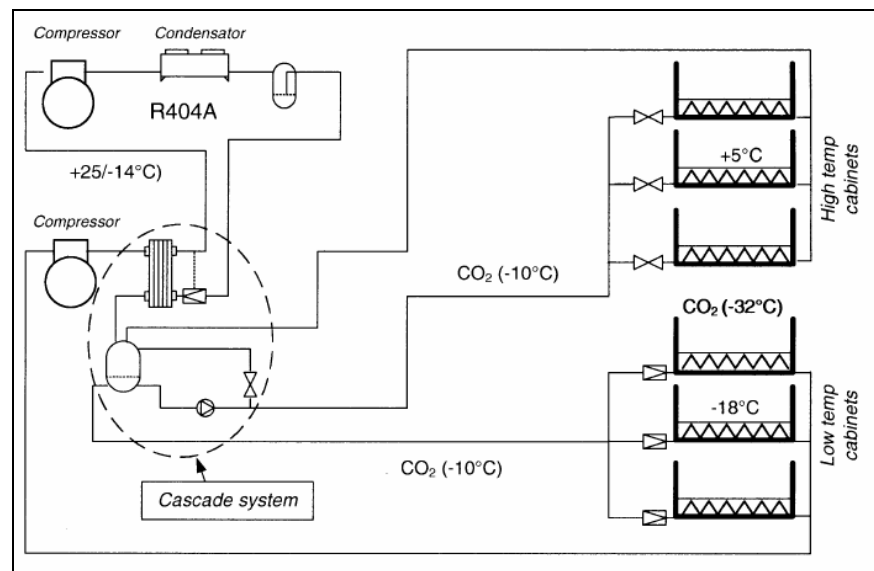 Compressor
Condensator
R404A
+25/-14°C)
Compressor
+5°C
High temp
cabinets
CO₂ (-10°C)
CO₂ (-32°C)
-18°C
Low temp
cabinets
CO₂ (-10°C)
Cascade system